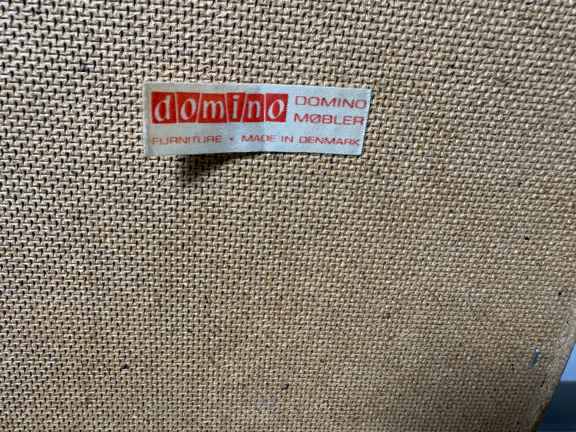 domino
DOMINO
MØBLER
FURNITURE • MADE IN DENMARK